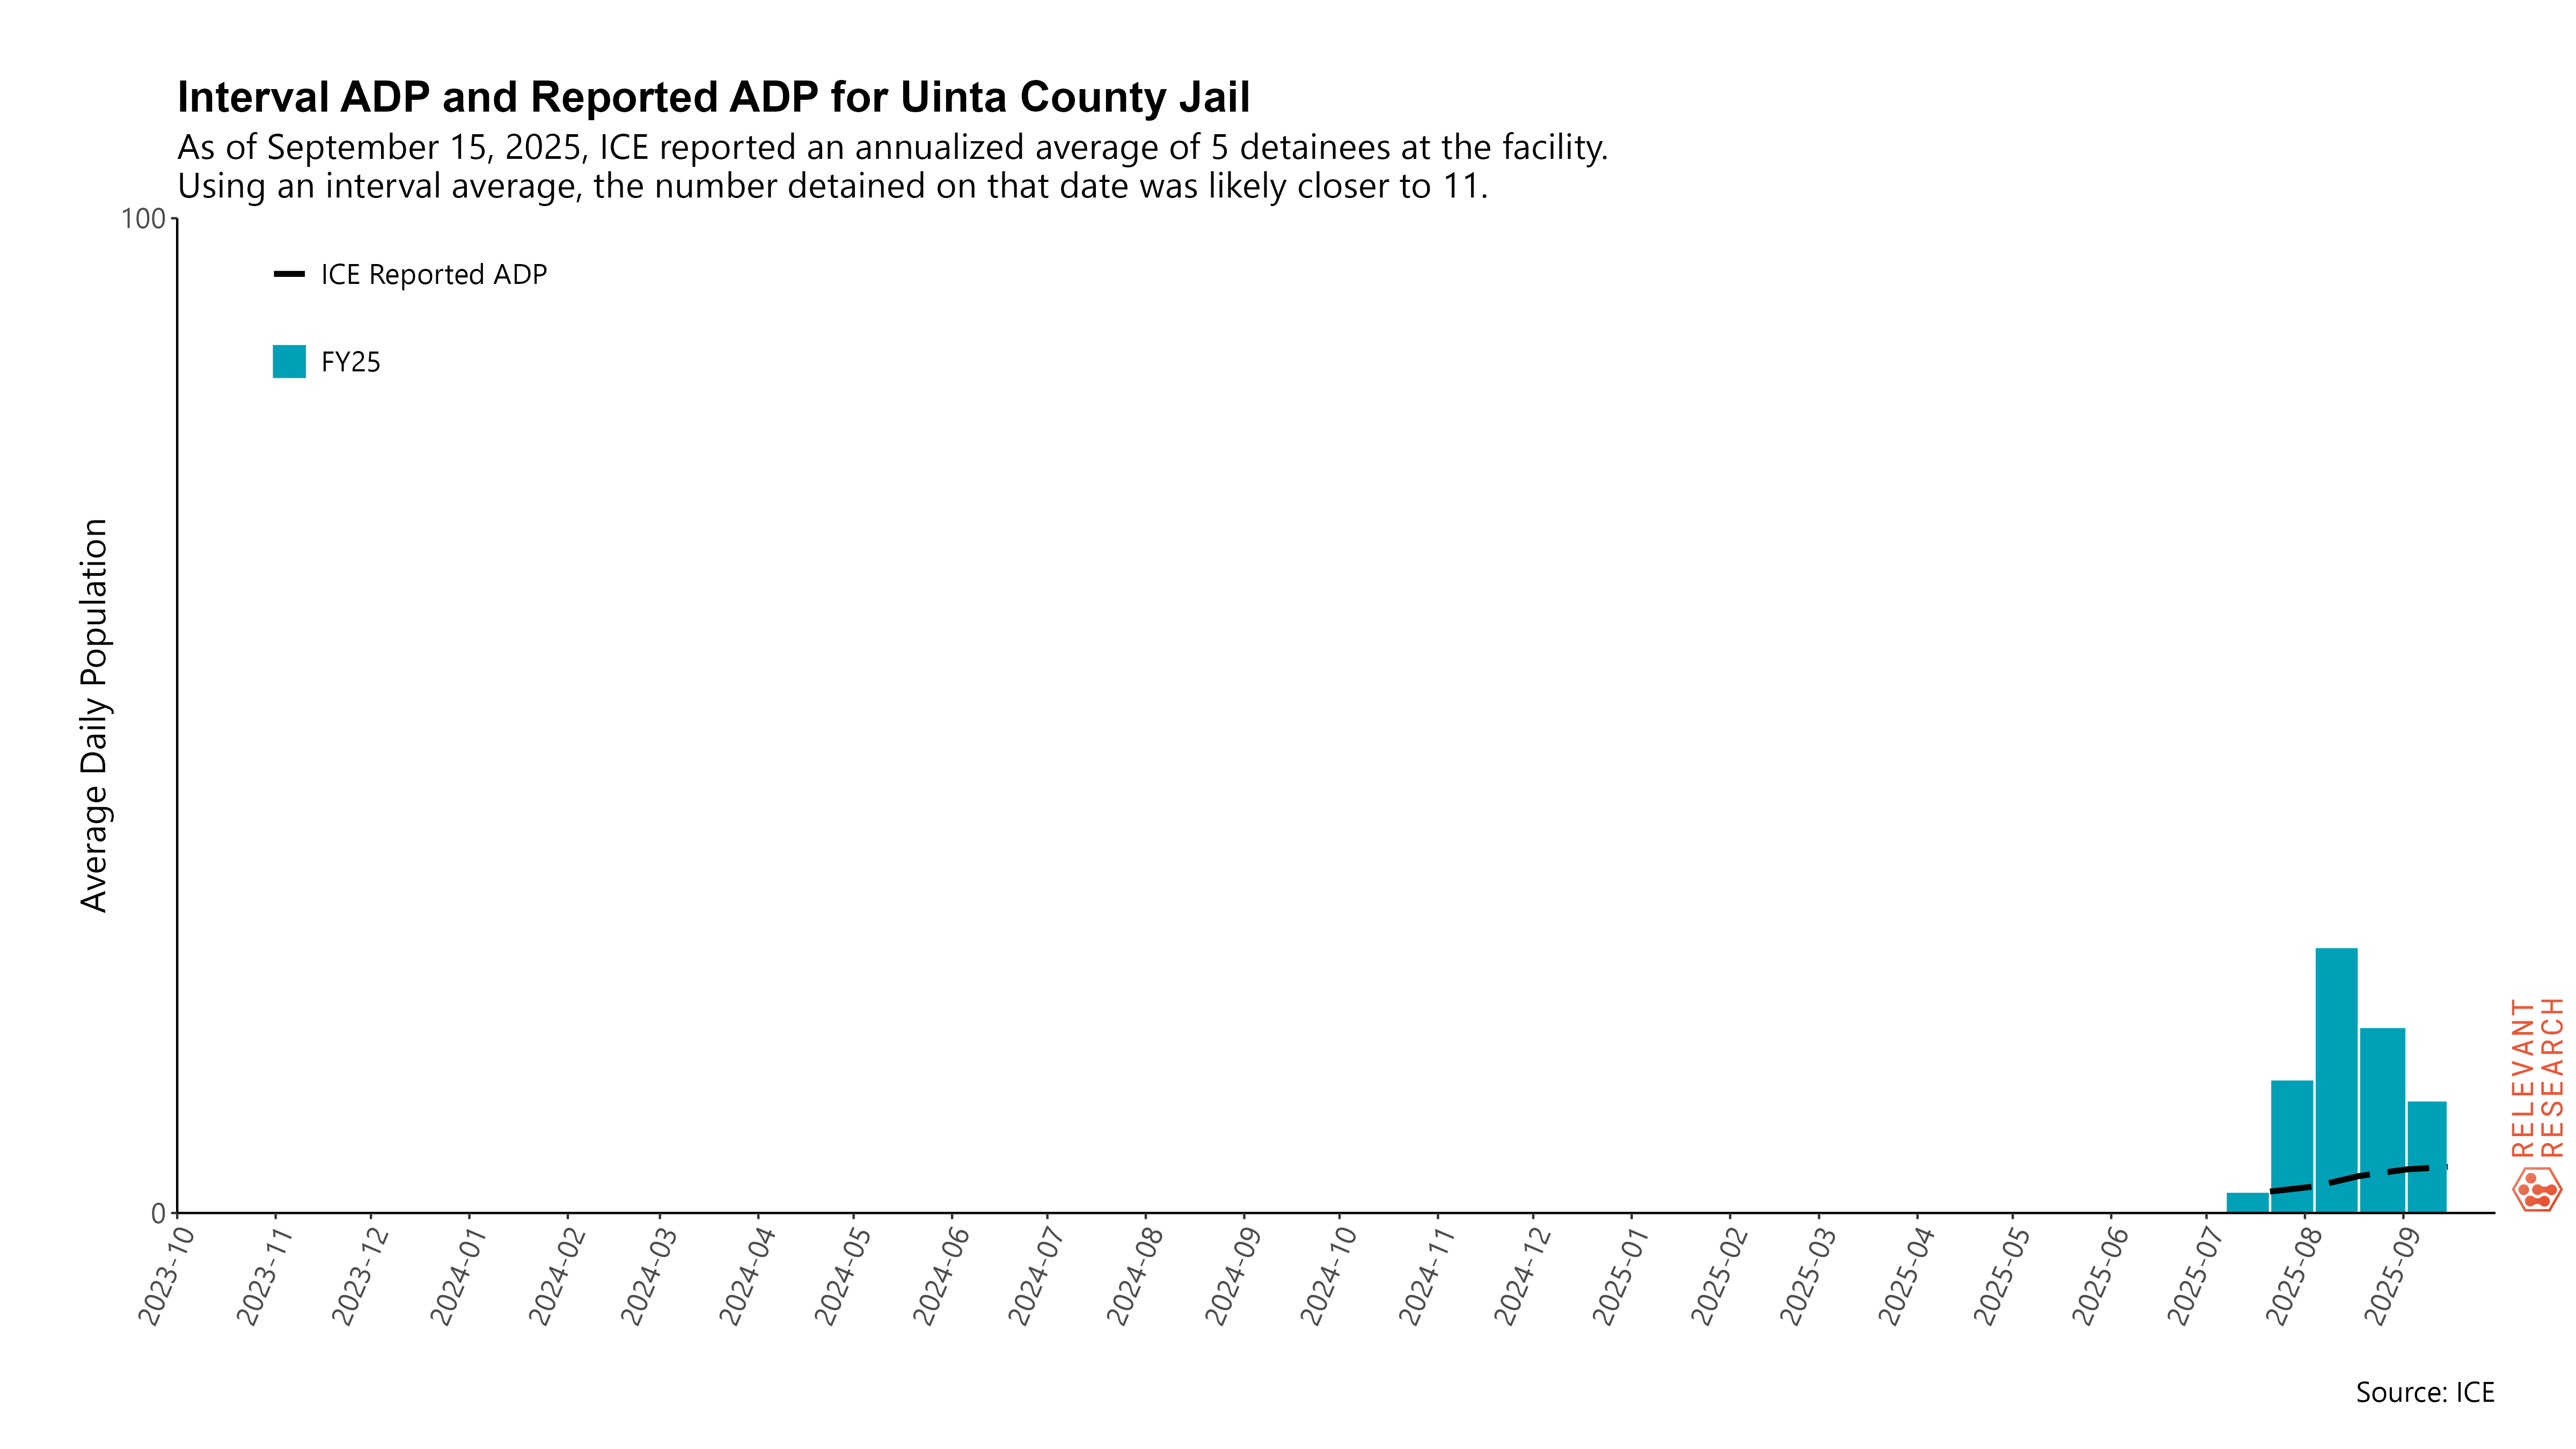 Interval ADP and Reported ADP for Uinta County Jail
As of September 15, 2025, ICE reported an annualized average of 5 detainees at the facility.
Using an interval average, the number detained on that date was likely closer to 11.
100
ICE Reported ADP
FY25
Average Daily Population
0
2023-10
2023-11
2023-12
2024-01
2024-02
2024-03
2024-04
2024-05
2024-06
2024-07
2024-08
2024-09
2024-10
2024-11
2024-12
2025-01
2025-02
2025-03
2025-04
2025-05
2025-06
2025-07
2025-08
2025-09
RELEVANT
RESEARCH
Source: ICE